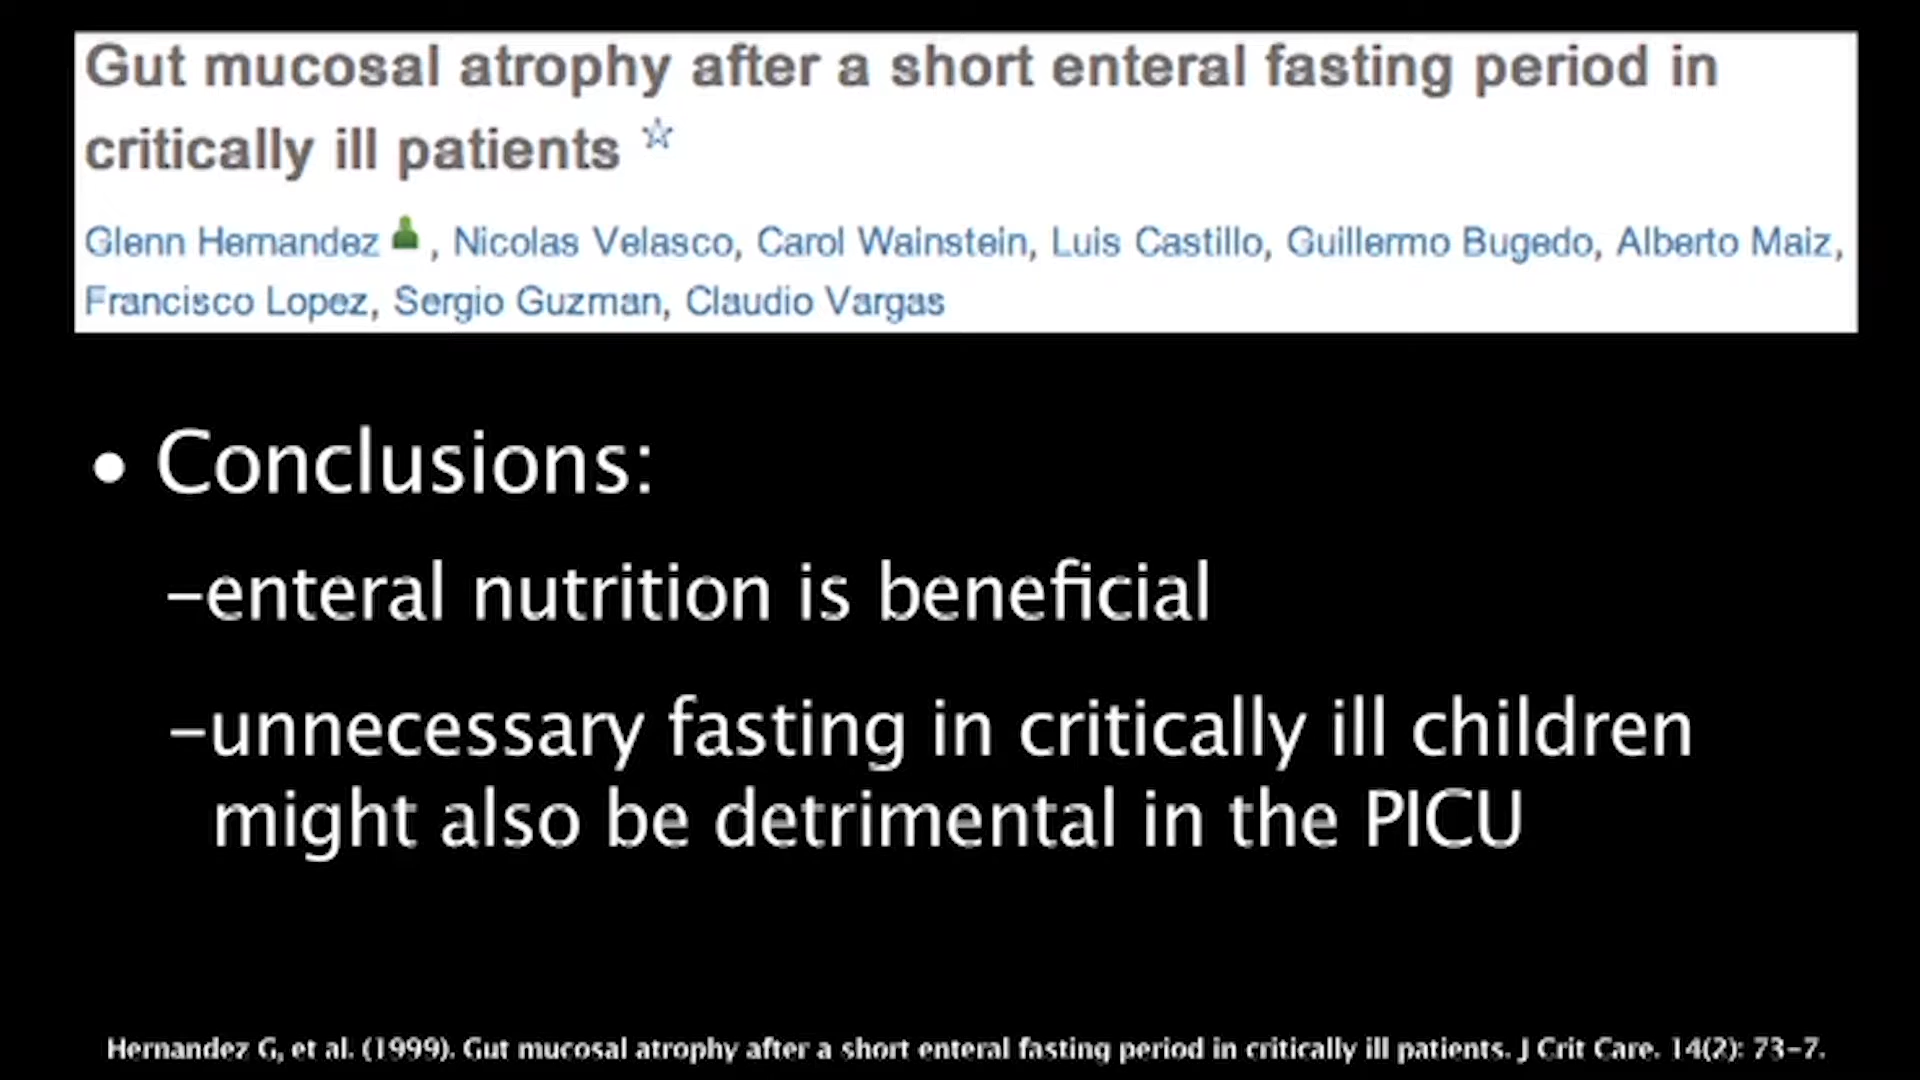 Gut mucosal atrophy after a short enteral fasting period in
critically ill patients ☆
Glenn Hernandez , Nicolas Velasco, Carol Wainstein, Luis Castillo, Guillermo Bugedo, Alberto Maiz,
Francisco Lopez, Sergio Guzman, Claudio Vargas
• Conclusions:
–enteral nutrition is beneficial
–unnecessary fasting in critically ill children
might also be detrimental in the PICU
Hernandez G, et al. (1999). Gut mucosal atrophy after a short enteral fasting period in critically ill patients. J Crit Care. 14(2): 73–7.